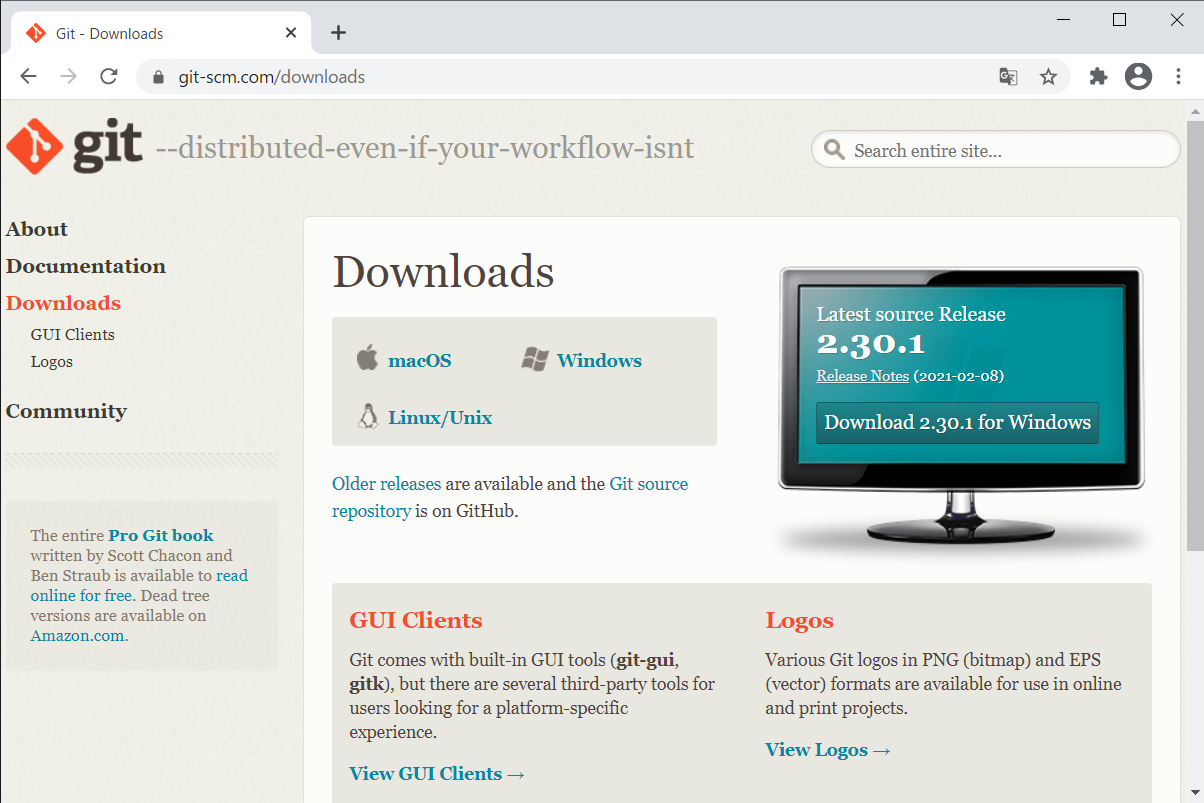 Git - Downloads
git-scm.com/downloads
git --distributed-even-if-your-workflow-isnt
Search entire site...
About
Documentation
Downloads
GUI Clients
Logos
Community
The entire Pro Git book
written by Scott Chacon and
Ben Straub is available to read
online for free. Dead tree
versions are available on
Amazon.com.
Downloads
macOS
Windows
Linux/Unix
Older releases are available and the Git source
repository is on GitHub.
Latest source Release
2.30.1
Release Notes (2021-02-08)
Download 2.30.1 for Windows
GUI Clients
Git comes with built-in GUI tools (git-gui,
gitk), but there are several third-party tools for
users looking for a platform-specific
experience.
View GUI Clients →
Logos
Various Git logos in PNG (bitmap) and EPS
(vector) formats are available for use in online
and print projects.
View Logos →